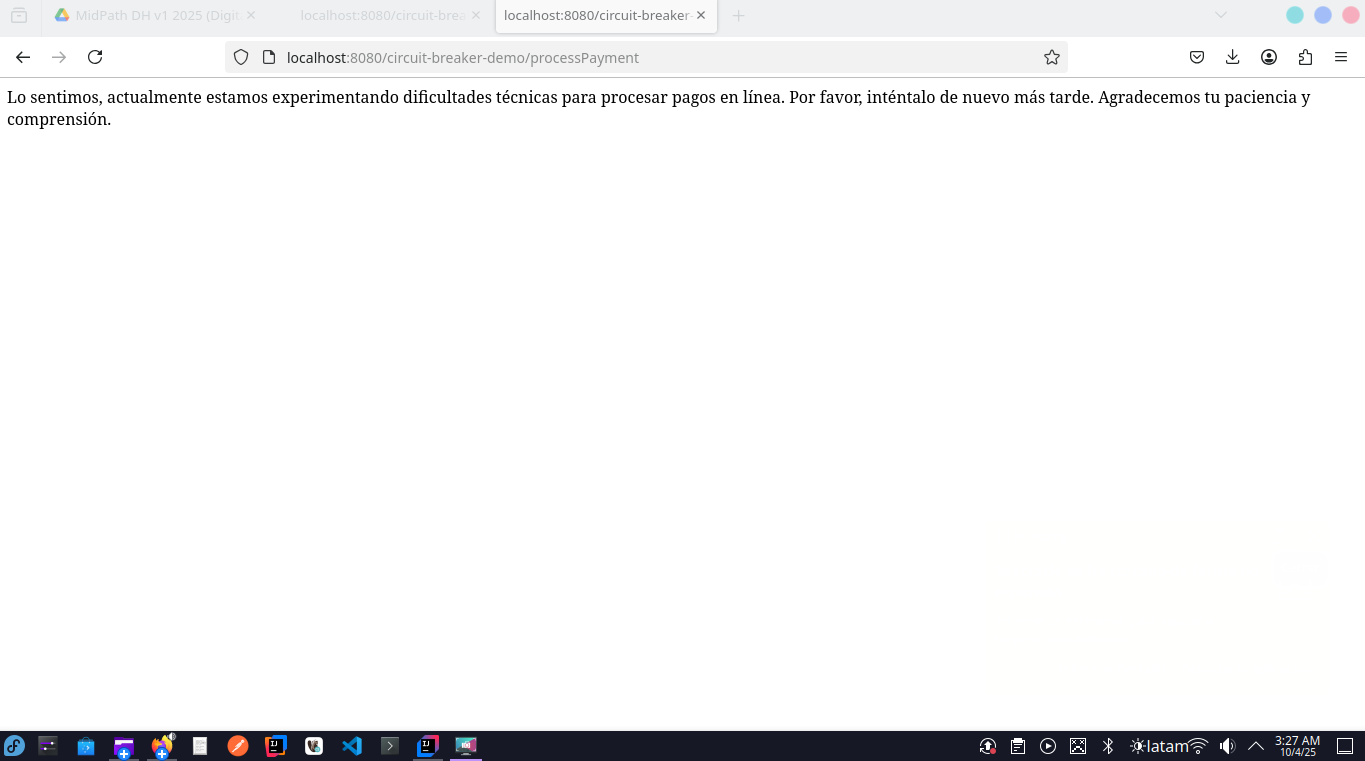 MidPath DH v1 2025 (Digit
localhost:8080/circuit-brea
localhost:8080/circuit-breaker-
localhost:8080/circuit-breaker-demo/processPayment
Lo sentimos, actualmente estamos experimentando dificultades técnicas para procesar pagos en línea. Por favor, inténtalo de nuevo más tarde. Agradecemos tu paciencia y
comprensión.
latam
3:27 AM
10/4/25